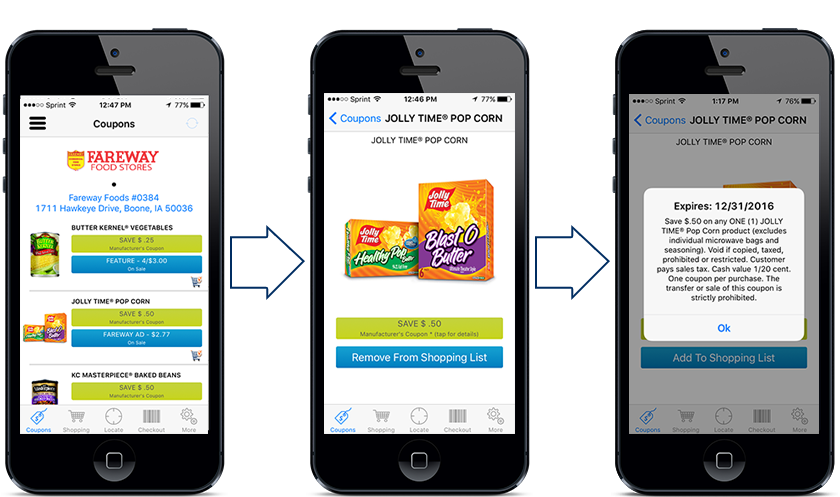 ●●●○○ Sprint 12:47 PM 77%
Coupons
FAREWAY
FOOD STORES
Fareway Foods #0384
1711 Hawkeye Drive, Boone, IA 50036
BUTTER KERNEL® VEGETABLES
SAVE $ .25
Manufacturer's Coupon
FEATURE - 4/$3.00
On Sale
JOLLY TIME® POP CORN
SAVE $ .50
Manufacturer's Coupon
FAREWAY AD - $2.77
On Sale
KC MASTERPIECE® BAKED BEANS
SAVE $ .50
Manufacturer's Coupon
Coupons Shopping Locate Checkout More
●●●○○ Sprint 12:46 PM 77%
Coupons JOLLY TIME® POP CORN
JOLLY TIME® POP CORN
Jolly
Time
Healthy Pop
Butter
Jolly
Time
Blast O
Butter
6
SAVE $ .50
Manufacturer's Coupon * (tap for details)
Remove From Shopping List
Coupons Shopping Locate Checkout More
●●●○○ Sprint 1:17 PM 76%
Coupons JOLLY TIME® POP CORN
JOLLY TIME® POP CORN
Expires: 12/31/2016
Save $.50 on any ONE (1) JOLLY
TIME® Pop Corn product (excludes
individual microwave bags and
seasoning). Void if copied, taxed,
prohibited or restricted. Customer
pays sales tax. Cash value 1/20 cent.
One coupon per purchase. The
transfer or sale of this coupon is
strictly prohibited.
Ok
Add To Shopping List
Coupons Shopping Locate Checkout More